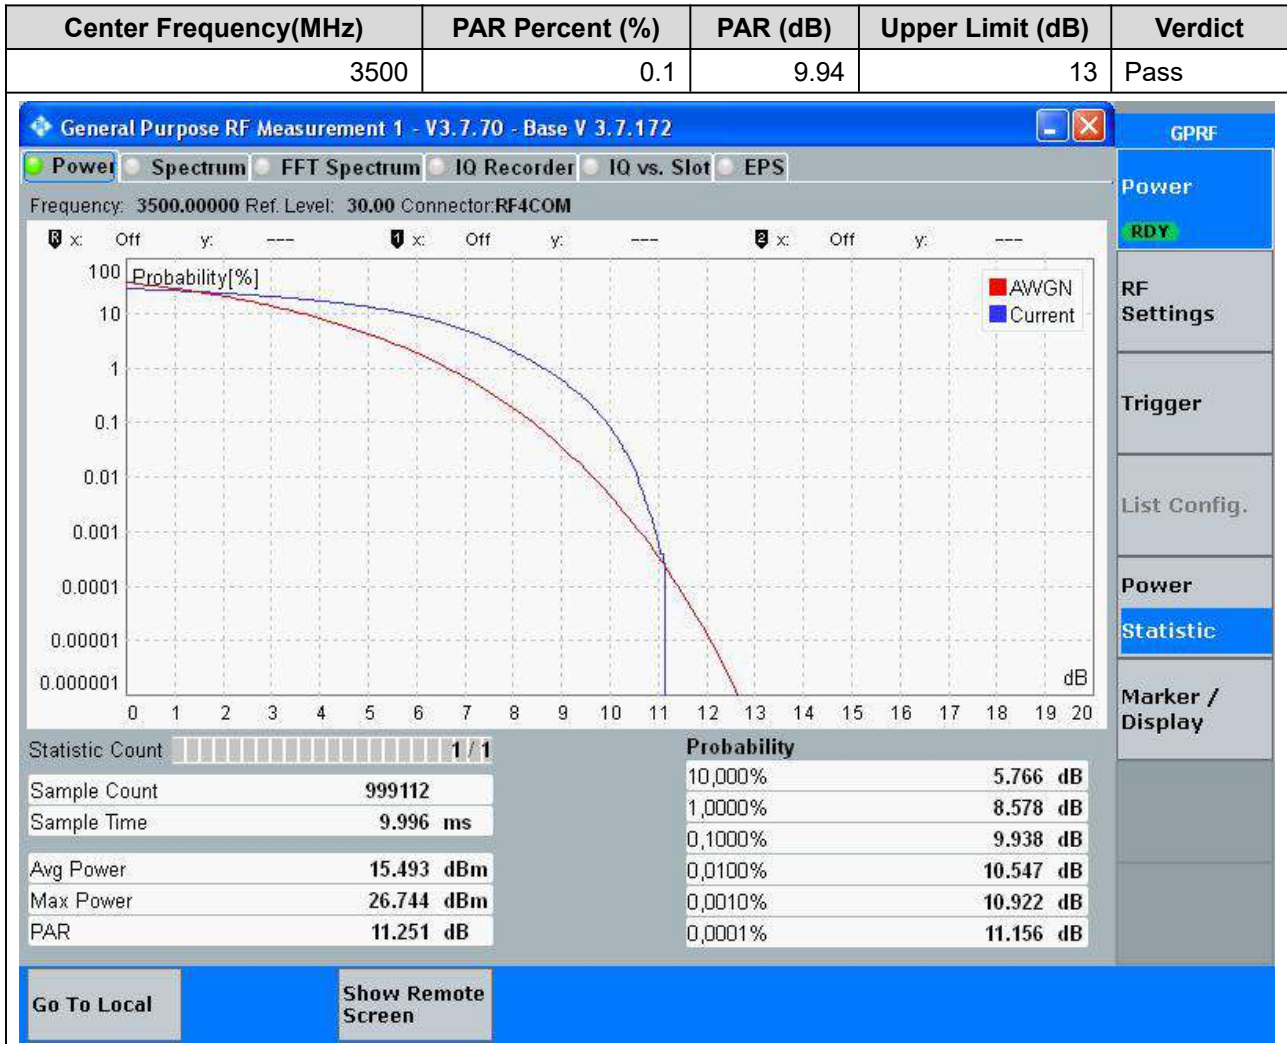 Center Frequency(MHz) PAR Percent (%) PAR (dB) Upper Limit (dB) Verdict
3500 0.1 9.94 13 Pass
General Purpose RF Measurement 1 - V3.7.70 - Base V 3.7.172
GPRF
Power Spectrum FFT Spectrum IQ Recorder IQ vs. Slot EPS
Frequency: 3500.00000 Ref. Level: 30.00 Connector:RF4COM
R x: Off y: --- 1 x: Off y: --- 2 x: Off y: ---
Probability[%]
AWGN
Current
100
10
1
0.1
0.01
0.001
0.0001
0.00001
0.000001
dB
0 1 2 3 4 5 6 7 8 9 10 11 12 13 14 15 16 17 18 19 20
Statistic Count 1 / 1
Sample Count 999112
Sample Time 9.996 ms
Avg Power 15.493 dBm
Max Power 26.744 dBm
PAR 11.251 dB
Probability
10,000% 5.766 dB
1,0000% 8.578 dB
0,1000% 9.938 dB
0,0100% 10.547 dB
0,0010% 10.922 dB
0,0001% 11.156 dB
Power
RDY
RF
Settings
Trigger
List Config.
Power
Statistic
Marker /
Display
Go To Local
Show Remote
Screen